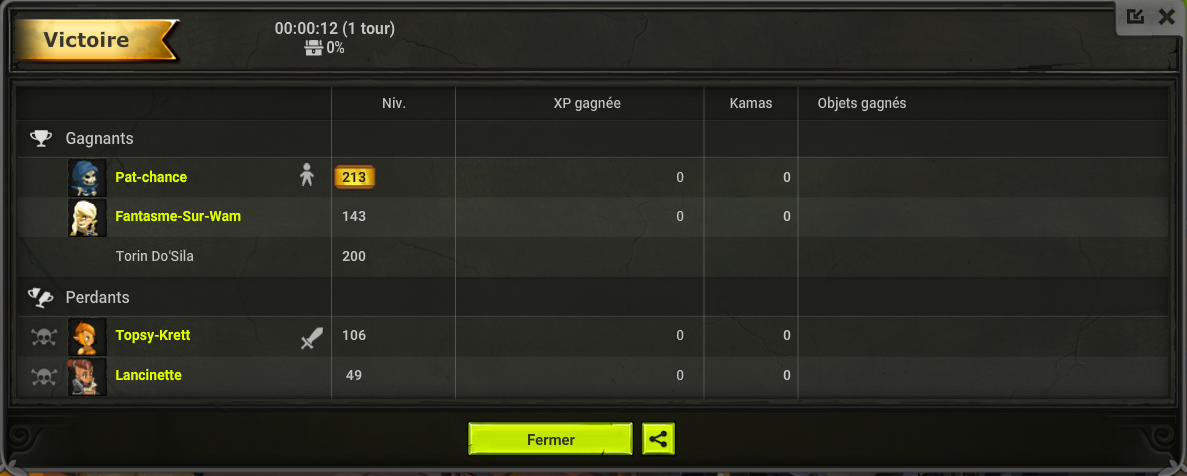 Victoire
00:00:12 (1 tour)
0%
Niv. XP gagnée Kamas Objets gagnés
Gagnants
Pat-chance 213 0 0
Fantasme-Sur-Wam 143 0 0
Torin Do'Sila 200
Perdants
Topsy-Krett 106 0 0
Lancinette 49 0 0
Fermer